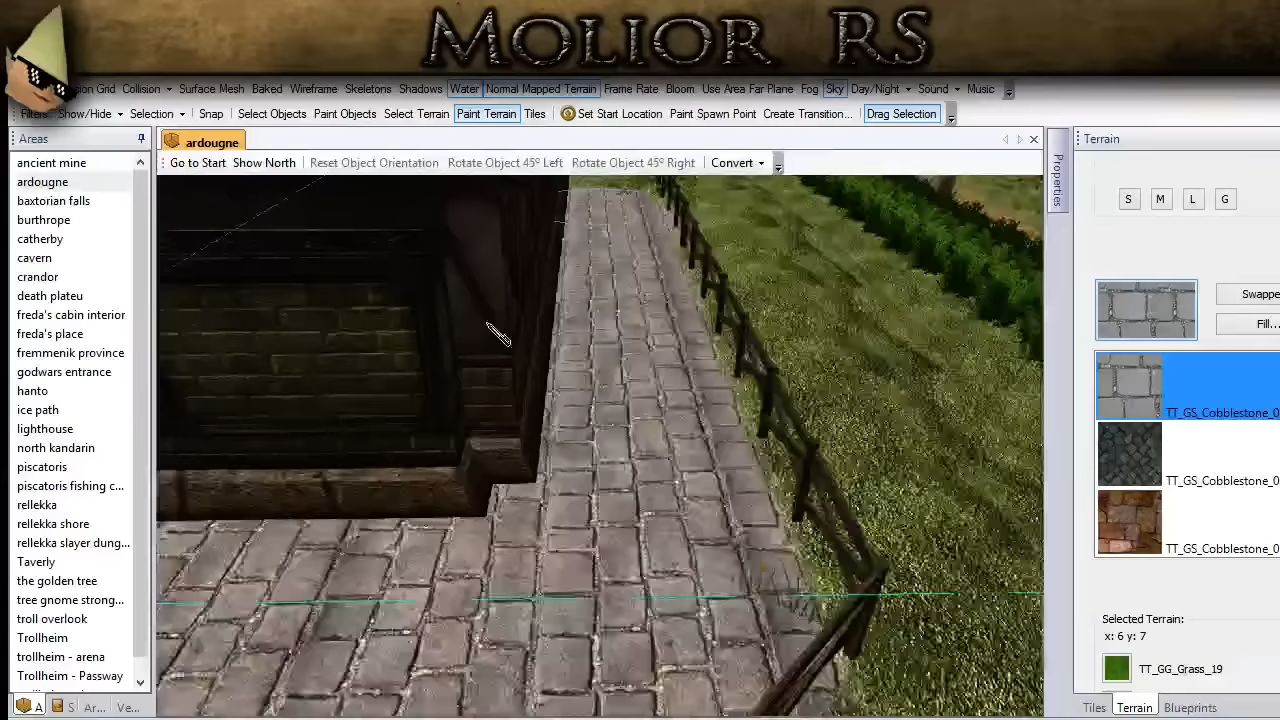 MOLIOR RS
Collision Surface Mesh Baked Wireframe Skeletons Shadows Water Normal Mapped Terrain Frame Rate Bloom Use Area Far Plane Fog Sky Day/Night Sound Music
Filters Show/Hide Selection Snap Select Objects Paint Objects Select Terrain Paint Terrain Tiles Set Start Location Paint Spawn Point Create Transition... Drag Selection
Areas
ardougne
Properties
Terrain
Go to Start Show North Reset Object Orientation Rotate Object 45º Left Rotate Object 45º Right Convert
ancient mine
ardougne
baxtorian falls
burthrope
catherby
cavern
crandor
death plateu
freda's cabin interior
freda's place
fremmenik province
godwars entrance
hanto
ice path
lighthouse
north kandarin
piscatoris
piscatoris fishing c...
rellekka
rellekka shore
rellekka slayer dung...
Taverly
the golden tree
tree gnome strong...
troll overlook
Trollheim
trollheim - arena
Trollheim - Passway
A S Ar... Ve...
S M L G
Swappe
Fill...
TT_GS_Cobblestone_0
TT_GS_Cobblestone_0
TT_GS_Cobblestone_0
Selected Terrain:
x: 6 y: 7
TT_GG_Grass_19
Tiles Terrain Blueprints